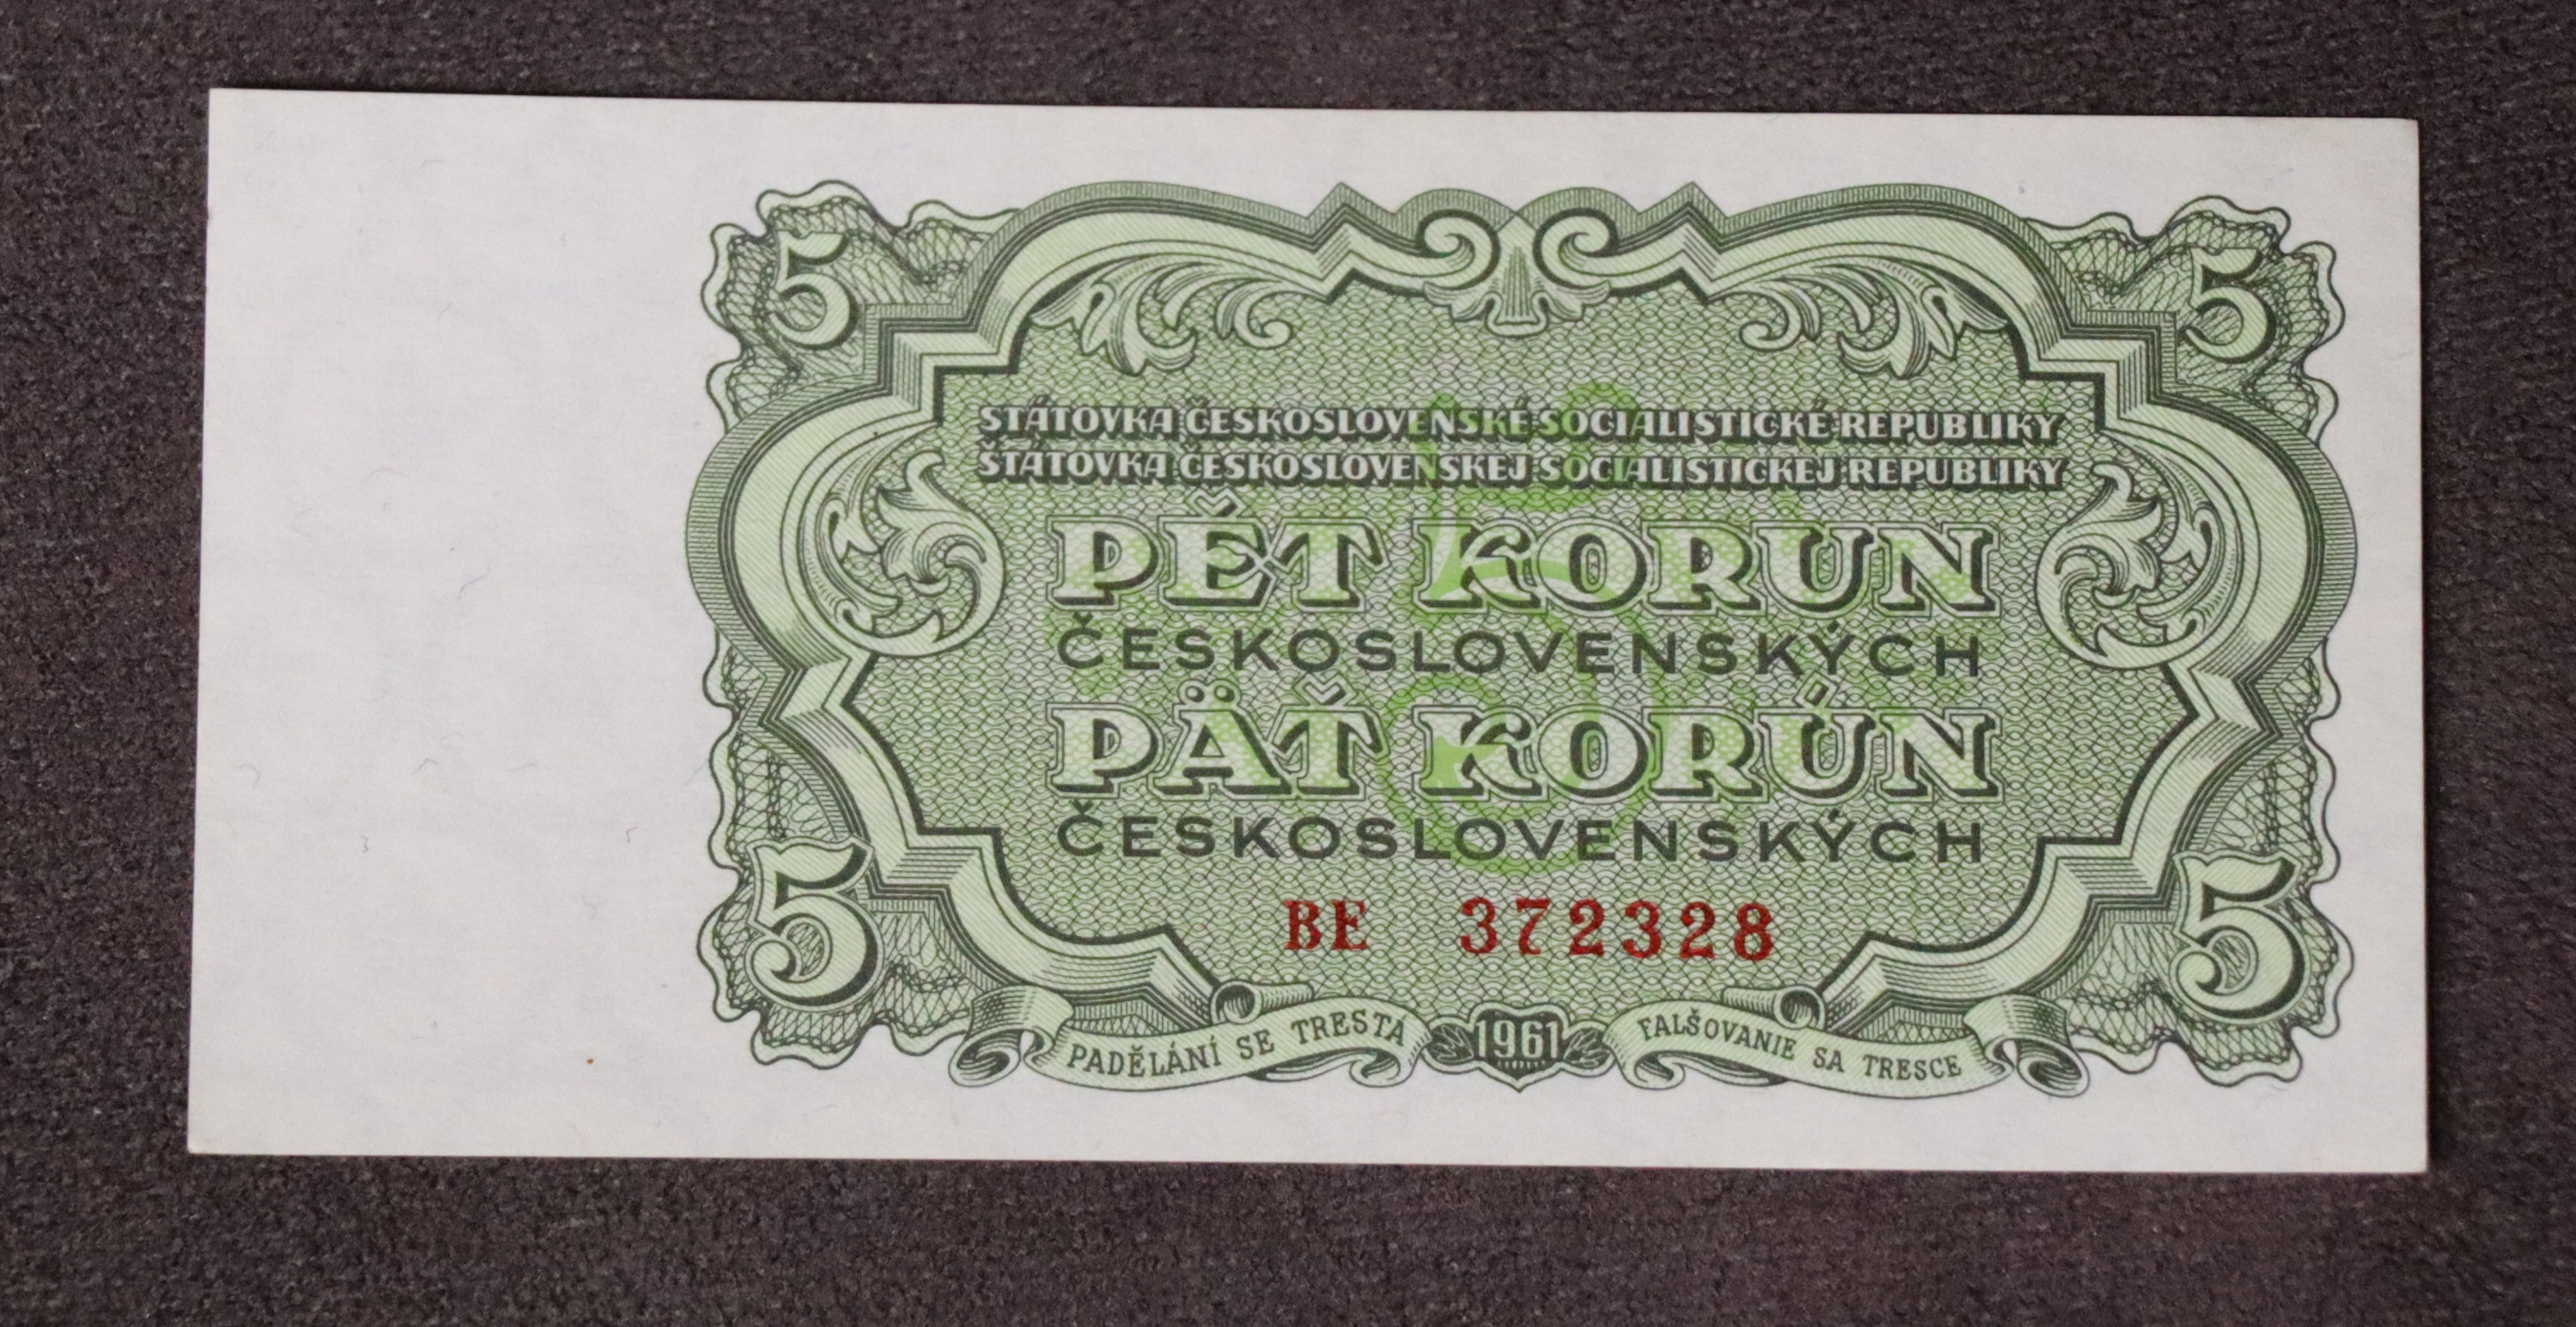 5 5
STÁTOVKA ČESKOSLOVENSKÉ SOCIALISTICKÉ REPUBLIKY
ŠTÁTOVKA ČESKOSLOVENSKEJ SOCIALISTICKEJ REPUBLIKY
PĚT KORUN
ČESKOSLOVENSKÝCH
PÄŤ KORÚN
ČESKOSLOVENSKÝCH
BE 372328
5 5
PADĚLÁNÍ SE TRESTÁ 1961 FALŠOVANIE SA TRESCE